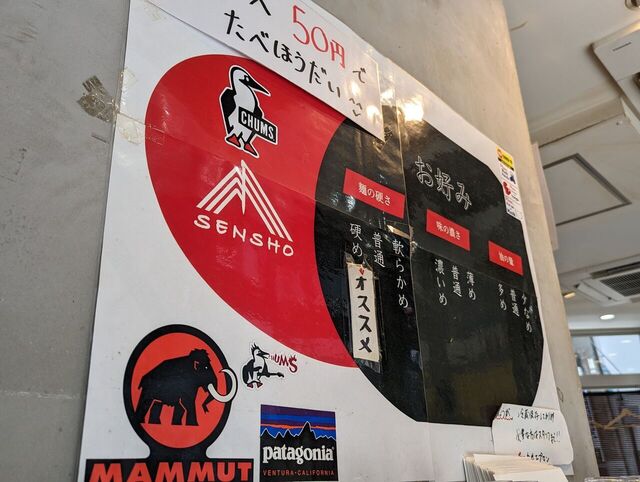 50円で
たべほうだい
CHUMS
SENSHO
お好み
麺の硬さ
味の濃さ
油の量
軟らかめ
普通
硬め
オススメ
薄め
普通
濃いめ
少なめ
普通
多め
MAMMUT
CHUMS
patagonia
VENTURA-CALIFORNIA